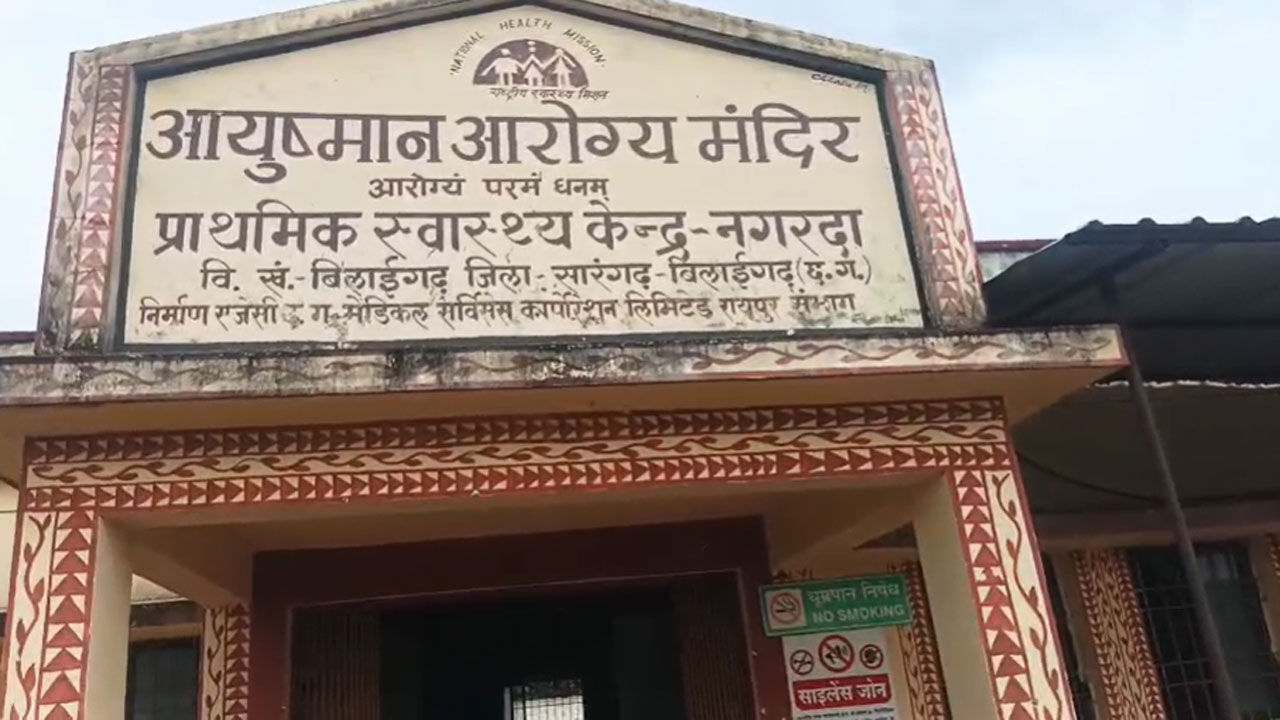 NATIONAL HEALTH MISSION
राष्ट्रीय स्वास्थ्य मिशन
आयुष्मान आरोग्य मंदिर
आरोग्यं परमं धनम्
प्राथमिक स्वास्थ्य केन्द्र-नगरदा
वि. खं.-बिलाईगढ़ जिला-सारंगढ़-बिलाईगढ़ (छ.ग.)
निर्माण एजेंसी छ.ग. मेडिकल सर्विसेस कार्पोरेशन लिमिटेड रायपुर संभाग
धूम्रपान निषेध
NO SMOKING
साइलेंस जोन